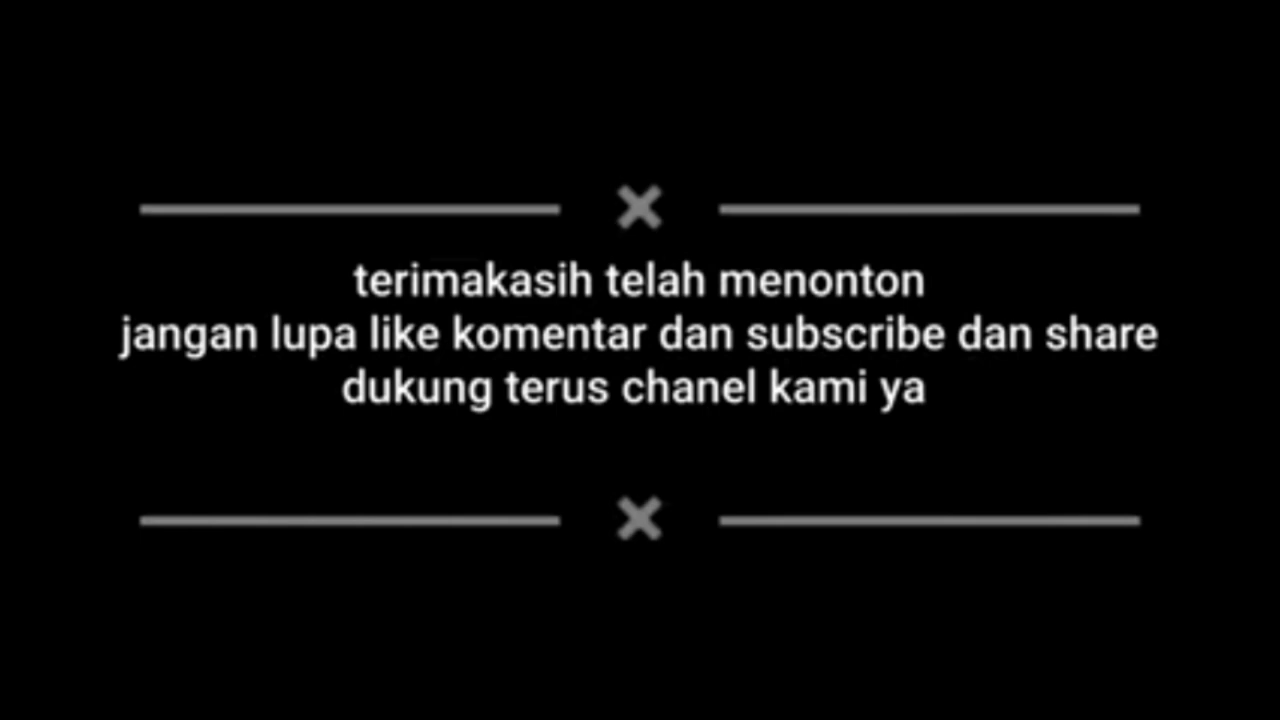 terimakasih telah menonton
jangan lupa like komentar dan subscribe dan share
dukung terus chanel kami ya